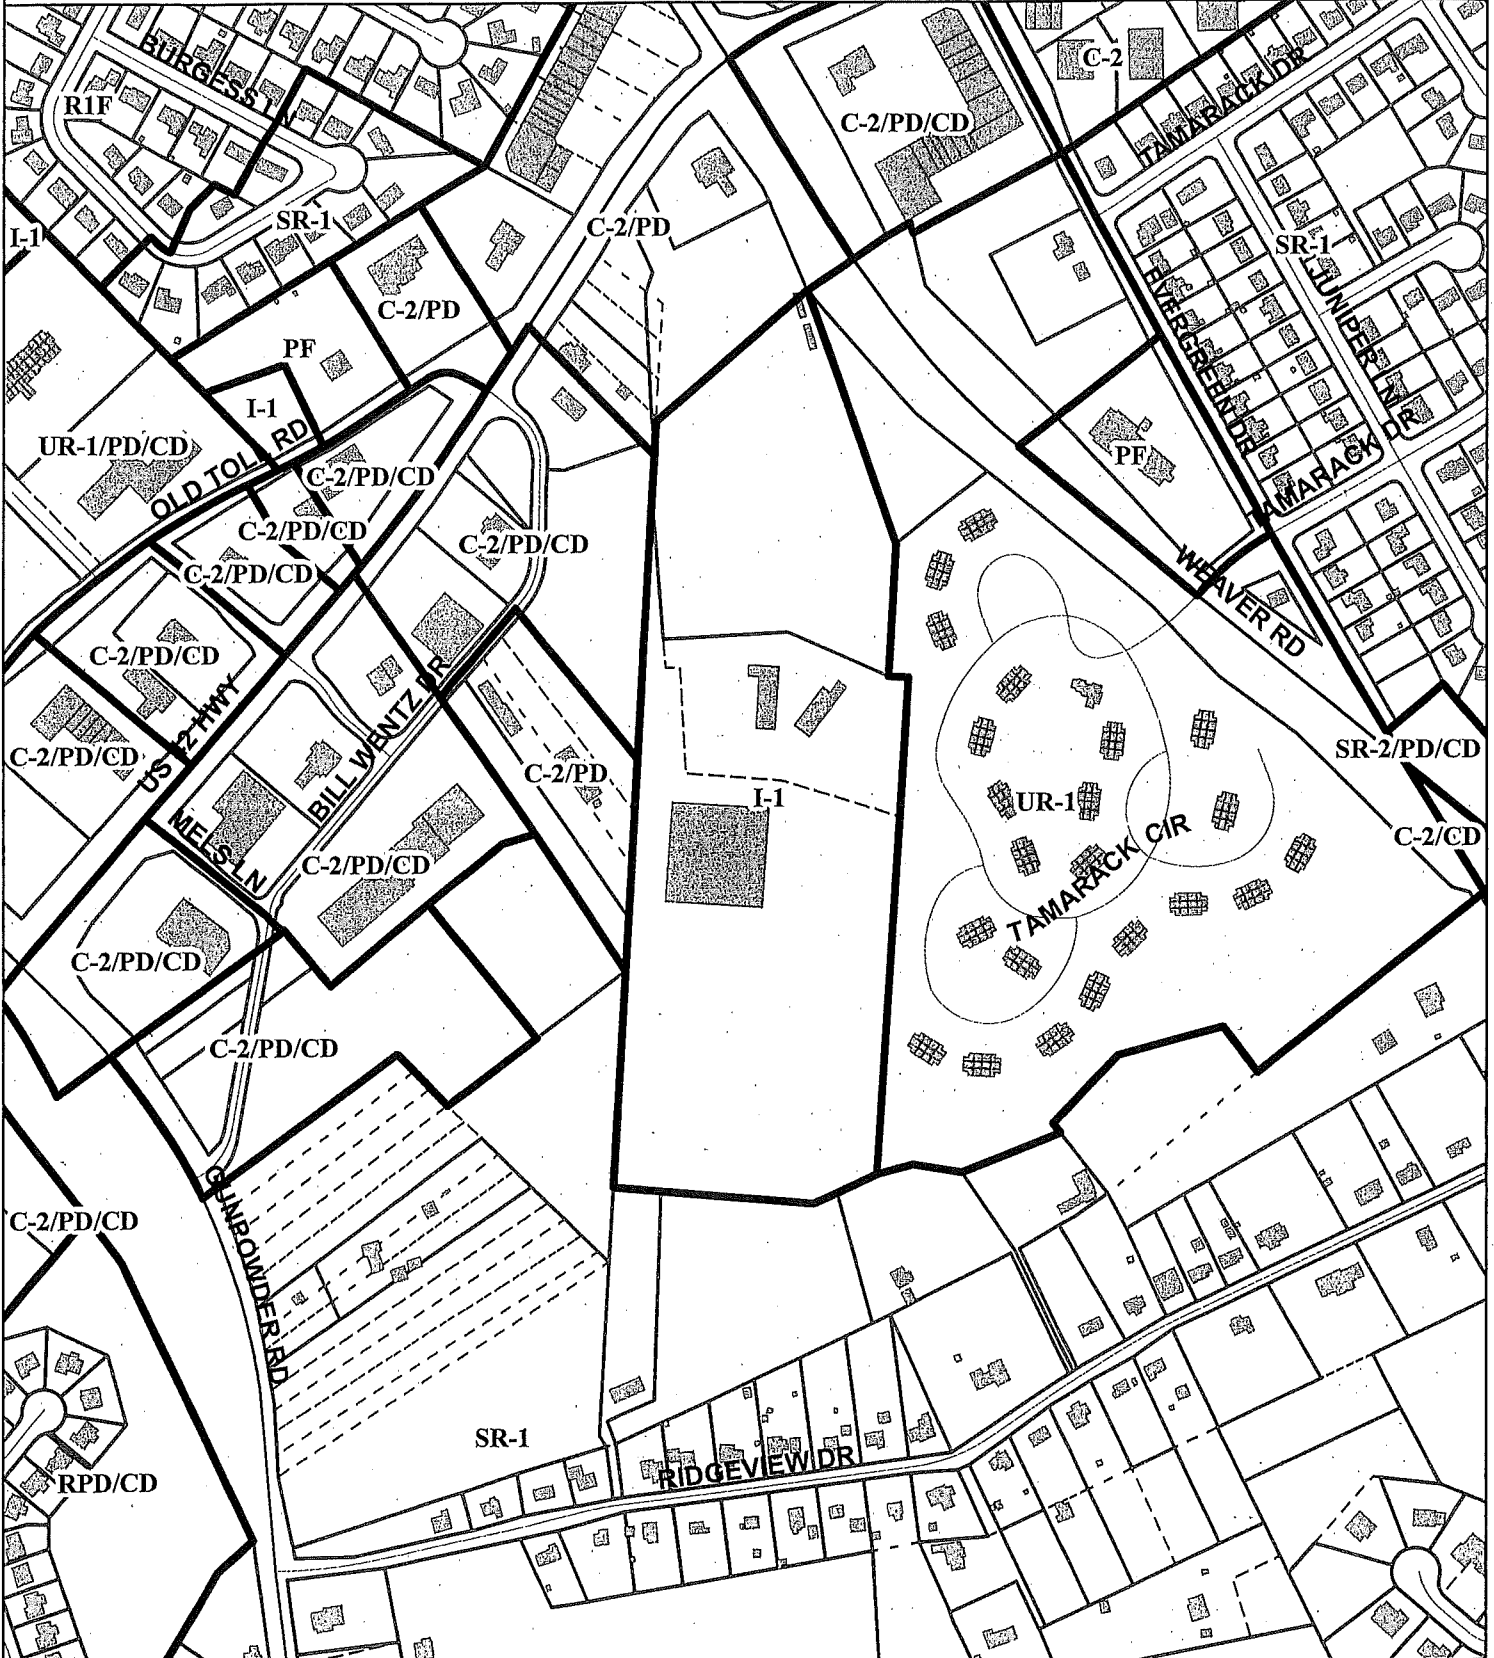 BURGESS LN
R1F
C-2
TAMARACK DR
C-2/PD/CD
SR-1
C-2/PD
I-1
SR-1
EVERGREEN DR
JUNIPER LN
C-2/PD
PF
I-1
OLD TOLL RD
UR-1/PD/CD
C-2/PD/CD
PF
TAMARACK DR
C-2/PD/CD
C-2/PD/CD
C-2/PD/CD
WEAVER RD
C-2/PD/CD
US 42 HWY
BILL WENTZ DR
C-2/PD/CD
C-2/PD
SR-2/PD/CD
I-1
UR-1
TAMARACK CIR
C-2/CD
MEL'S LN
C-2/PD/CD
C-2/PD/CD
C-2/PD/CD
C-2/PD/CD
GUNPOWDER RD
SR-1
RIDGEVIEW DR
RPD/CD